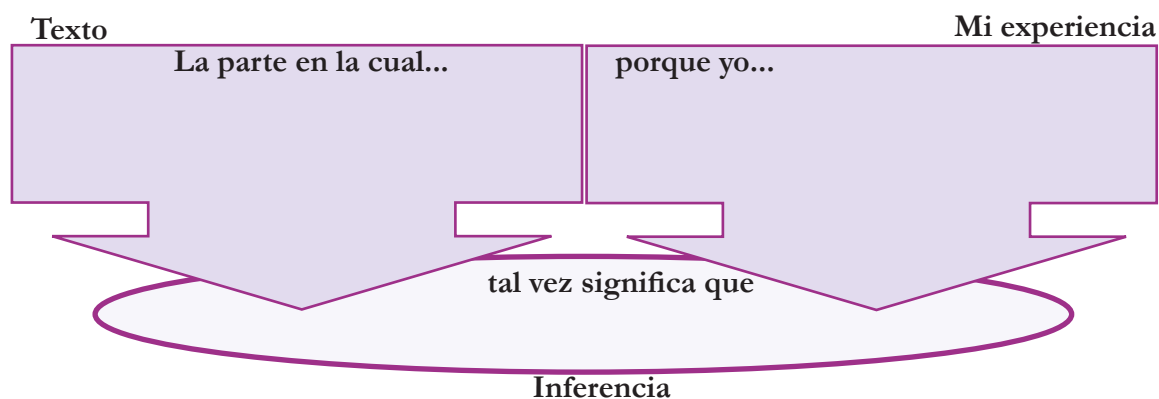 Texto
Mi experiencia
La parte en la cual...
porque yo...
tal vez significa que
Inferencia